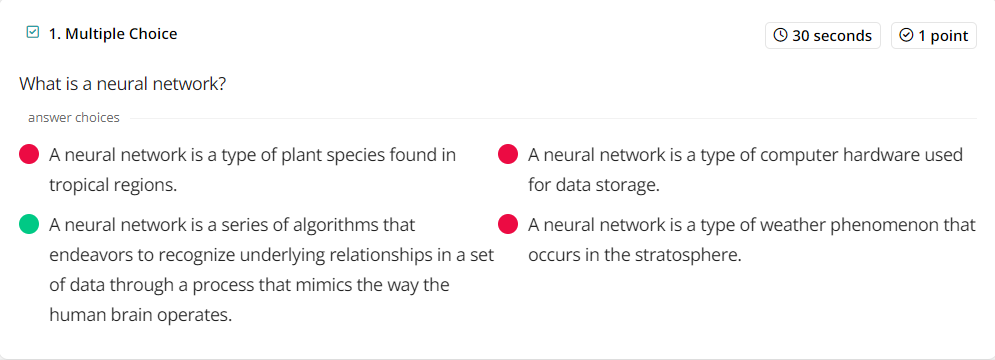 1. Multiple Choice
30 seconds
1 point
What is a neural network?
answer choices
A neural network is a type of plant species found in
tropical regions.
A neural network is a type of computer hardware used
for data storage.
A neural network is a series of algorithms that
endeavors to recognize underlying relationships in a set
of data through a process that mimics the way the
human brain operates.
A neural network is a type of weather phenomenon that
occurs in the stratosphere.